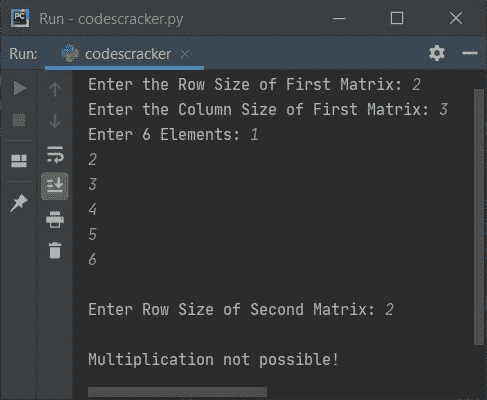 PC
Run - codescracker.py
Run: codescracker
Enter the Row Size of First Matrix: 2
Enter the Column Size of First Matrix: 3
Enter 6 Elements: 1
2
3
4
5
6
Enter Row Size of Second Matrix: 2
Multiplication not possible!